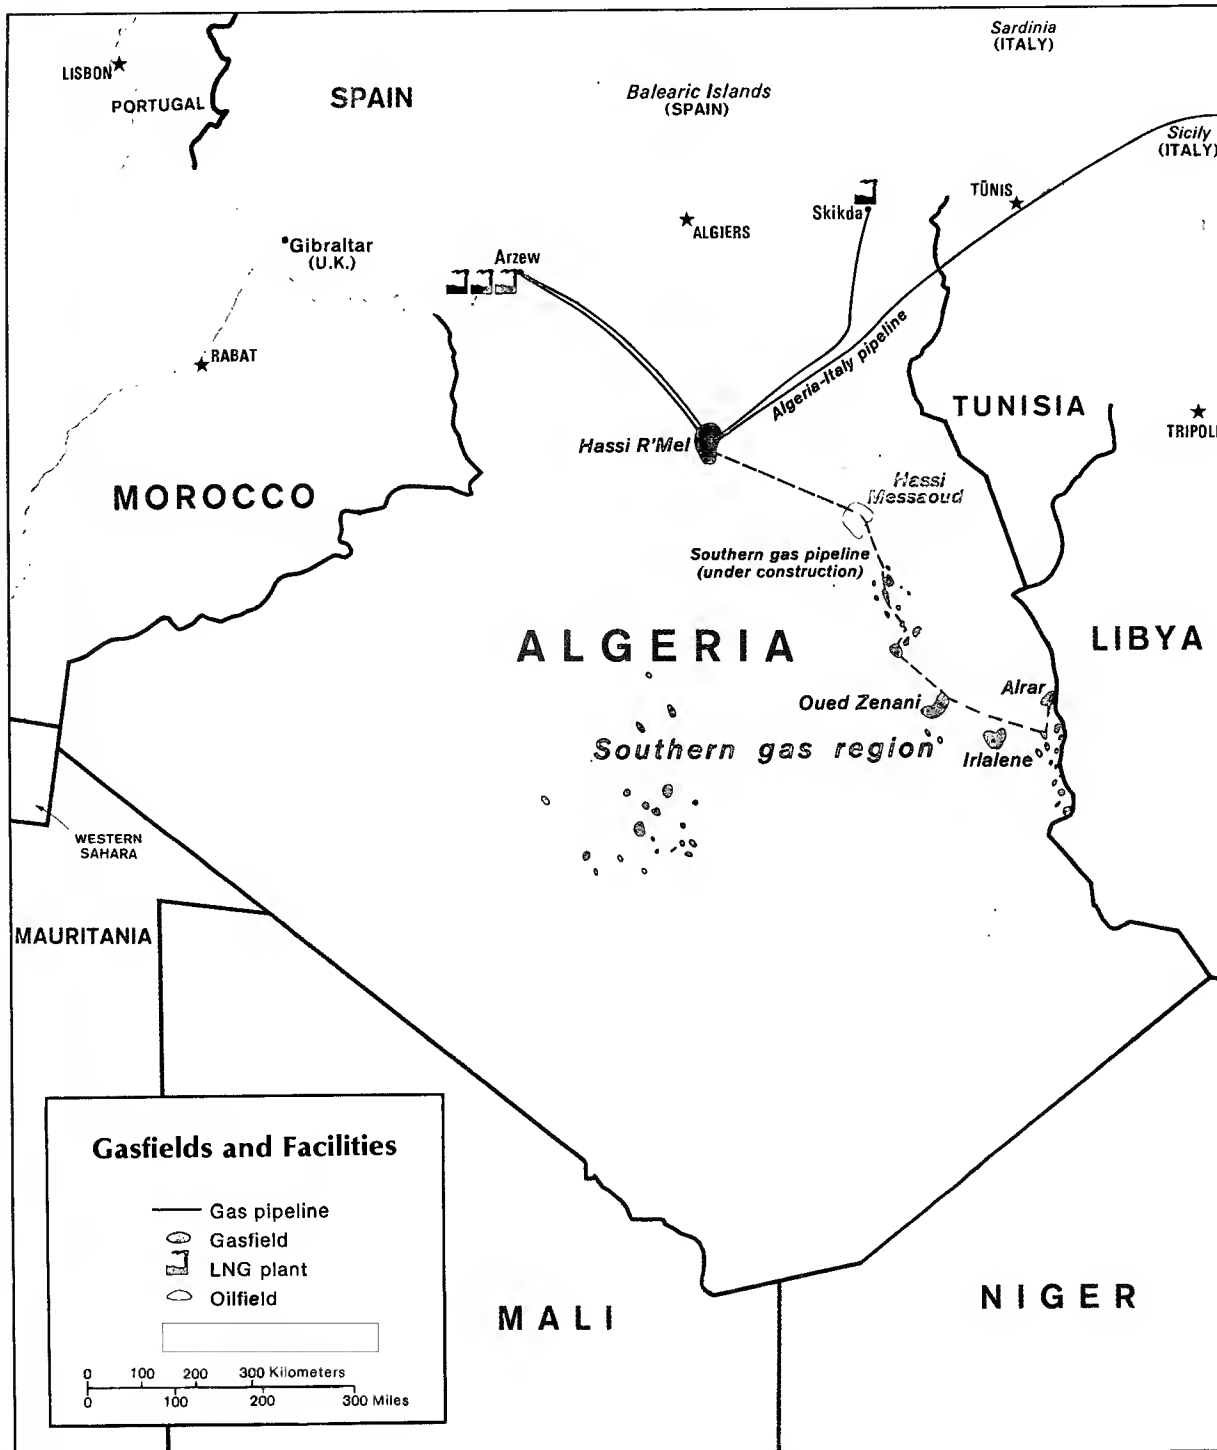 Sardinia
(ITALY)
LISBON
PORTUGAL
SPAIN
Balearic Islands
(SPAIN)
Sicily
(ITALY)
TŪNIS
Skikda
ALGIERS
Gibraltar
(U.K.)
Arzew
RABAT
Algeria-Italy pipeline
TUNISIA
TRIPOLI
Hassi R'Mel
MOROCCO
Hassi
Messaoud
Southern gas pipeline
(under construction)
ALGERIA
LIBYA
Alrar
Oued Zenani
Southern gas region
Irlalene
WESTERN
SAHARA
MAURITANIA
Gasfields and Facilities
Gas pipeline
Gasfield
LNG plant
Oilfield
0 100 200 300 Kilometers
0 100 200 300 Miles
MALI
NIGER